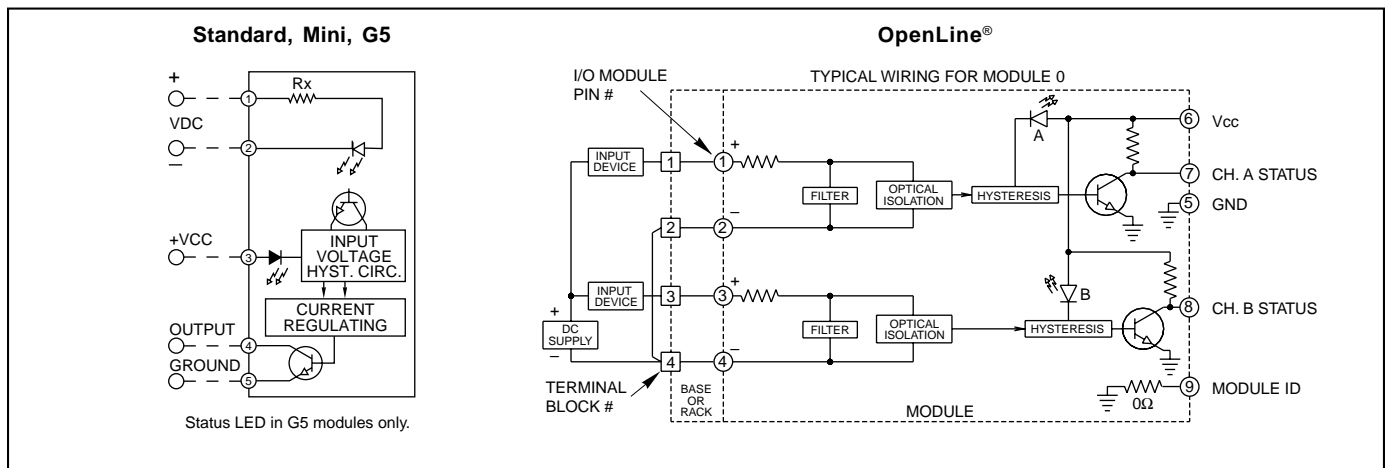 Standard, Mini, G5
+
1
Rx
VDC
2
–
+VCC
3
INPUT
VOLTAGE
HYST. CIRC.
CURRENT
REGULATING
OUTPUT
4
GROUND
5
Status LED in G5 modules only.
OpenLine®
I/O MODULE
PIN #
TYPICAL WIRING FOR MODULE 0
A
6
Vcc
INPUT
DEVICE
1
1
+
FILTER
OPTICAL
ISOLATION
HYSTERESIS
7
CH. A STATUS
5
GND
2
2
–
INPUT
DEVICE
3
3
+
B
8
CH. B STATUS
+
DC
SUPPLY
–
FILTER
OPTICAL
ISOLATION
HYSTERESIS
4
4
–
TERMINAL
BLOCK #
BASE
OR
RACK
MODULE
0Ω
9
MODULE ID